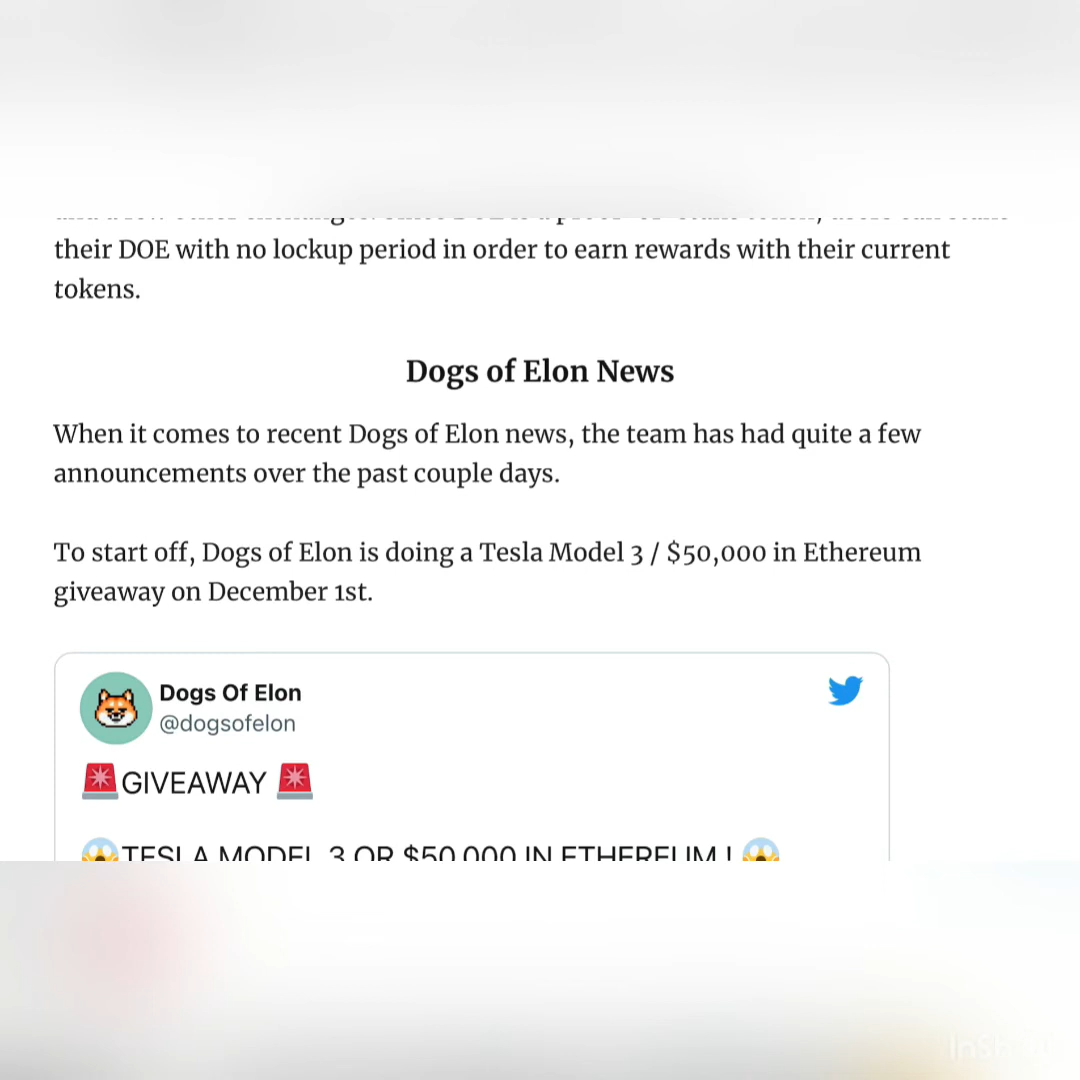 their DOE with no lockup period in order to earn rewards with their current
tokens.
Dogs of Elon News
When it comes to recent Dogs of Elon news, the team has had quite a few
announcements over the past couple days.
To start off, Dogs of Elon is doing a Tesla Model 3 / $50,000 in Ethereum
giveaway on December 1st.
Dogs Of Elon
@dogsofelon
🚨GIVEAWAY 🚨
😱TESLA MODEL 3 OR $50,000 IN ETHEREUM ! 😱